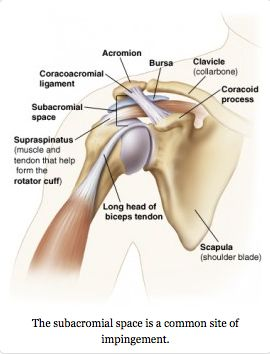 Acromion
Bursa
Clavicle
(collarbone)
Coracoacromial
ligament
Coracoid
process
Subacromial
space
Supraspinatus
(muscle and
tendon that help
form the
rotator cuff)
Long head of
biceps tendon
Scapula
(shoulder blade)
The subacromial space is a common site of
impingement.